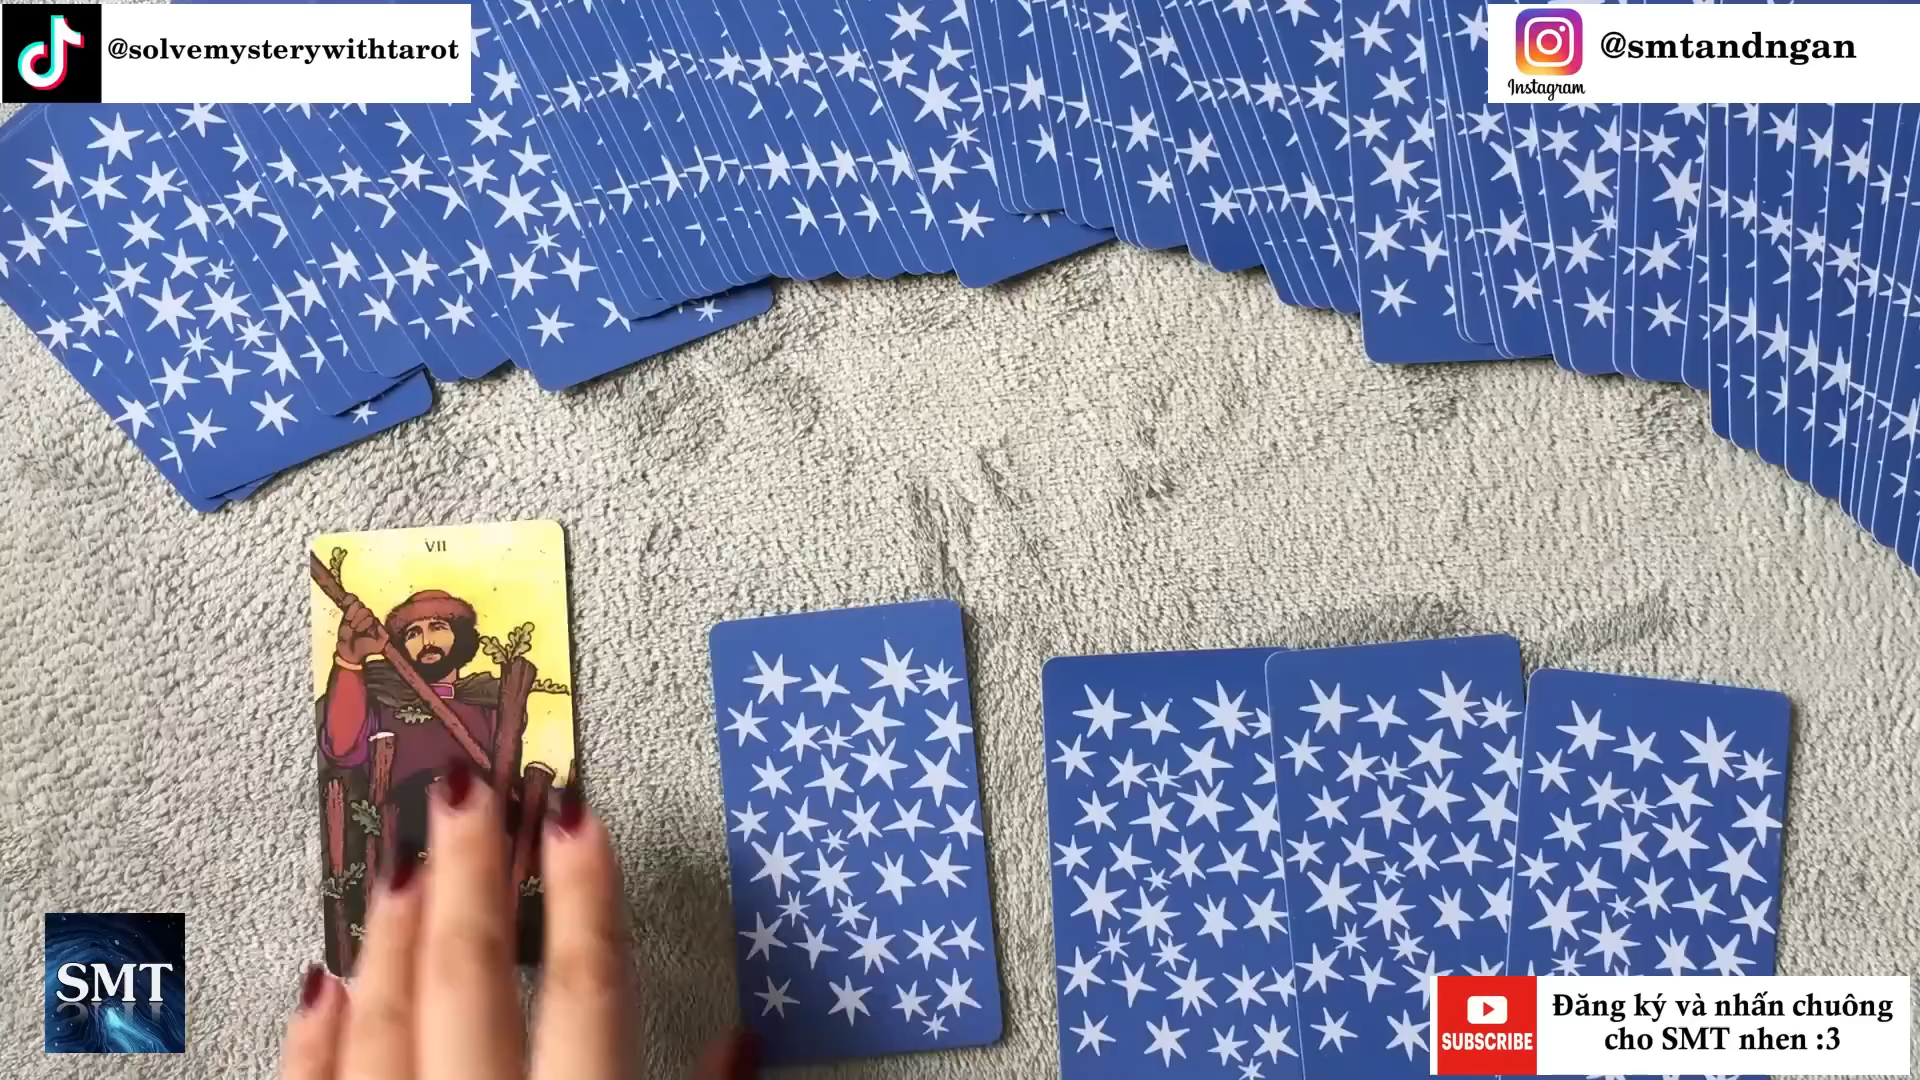 @solvemysterywithtarot
Instagram
@smtandngan
VII
SMT
SUBSCRIBE
Đăng ký và nhấn chuông
cho SMT nhen :3